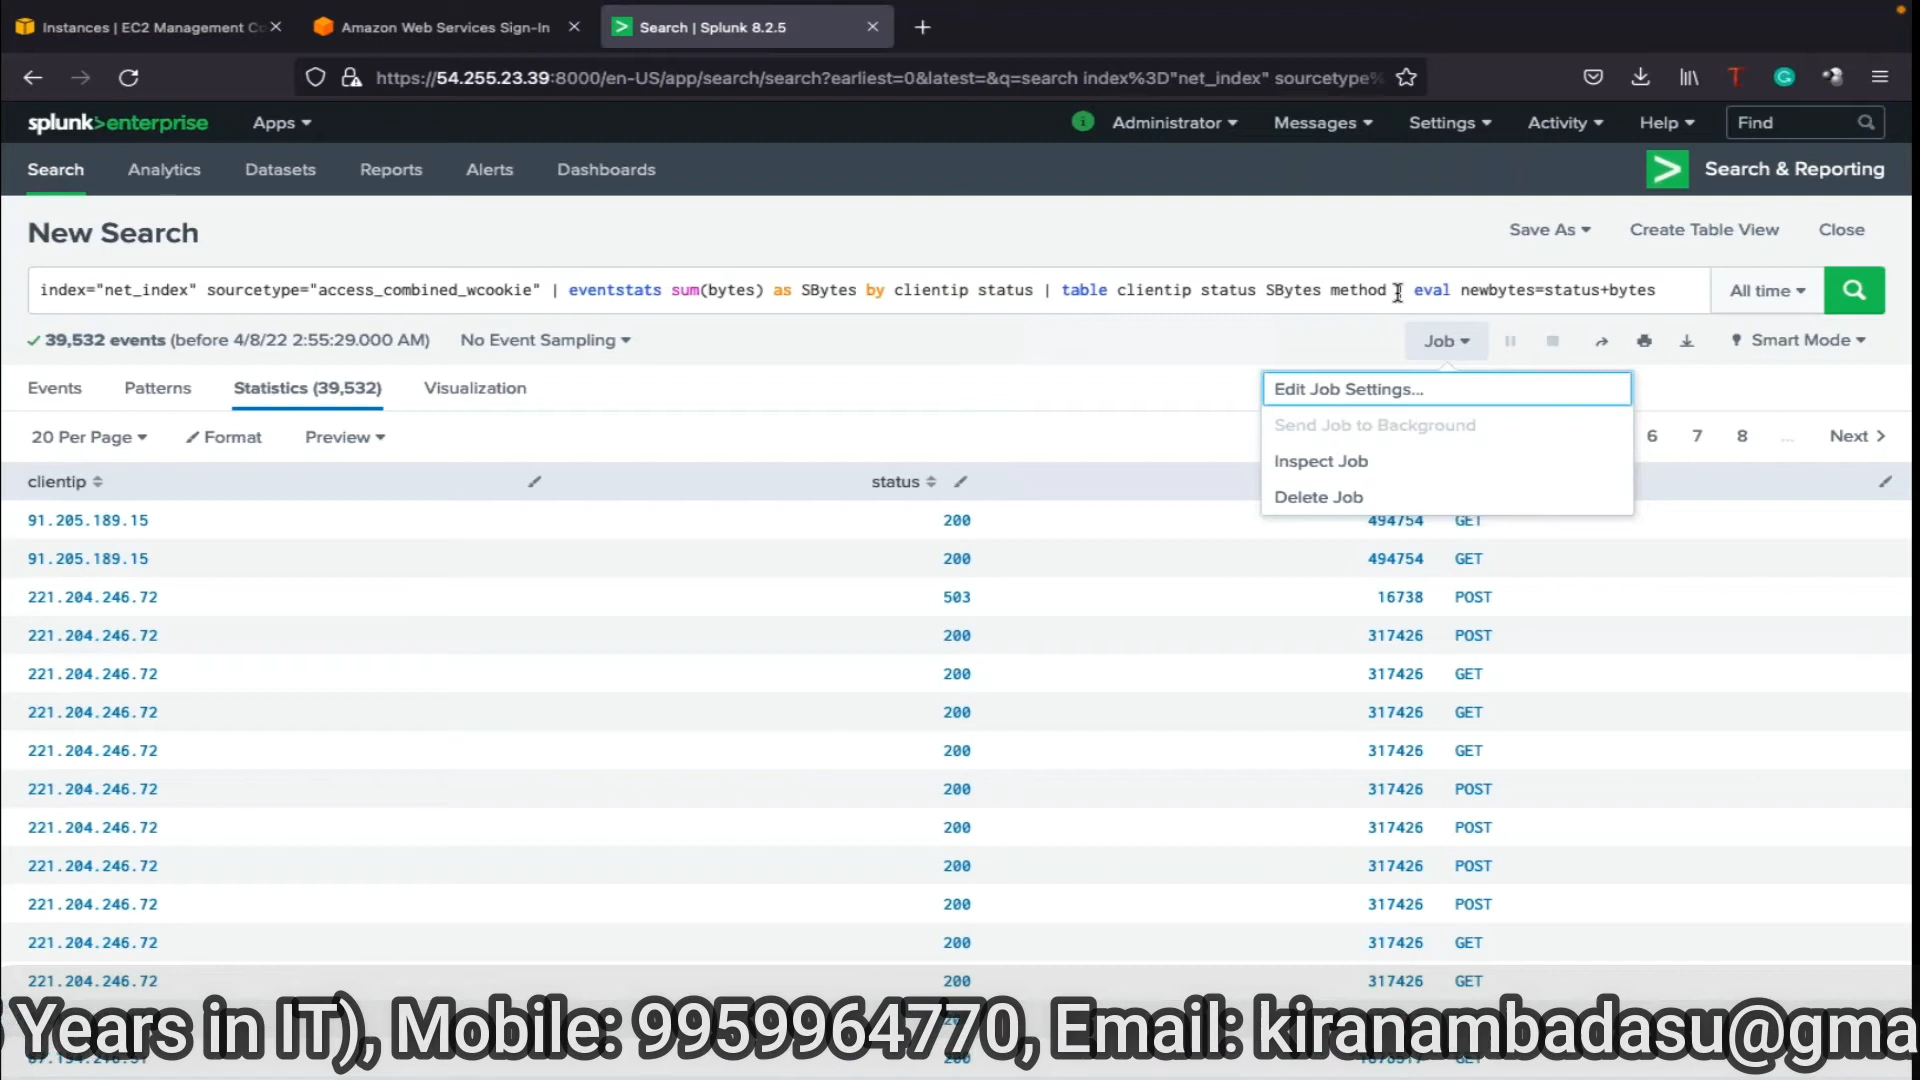 Instances | EC2 Management Co
Amazon Web Services Sign-In
Search | Splunk 8.2.5
https://54.255.23.39:8000/en-US/app/search/search?earliest=0&latest=&q=search index%3D"net_index" sourcetype%
splunk>enterprise
Apps
i
Administrator
Messages
Settings
Activity
Help
Find
Search
Analytics
Datasets
Reports
Alerts
Dashboards
Search & Reporting
New Search
Save As
Create Table View
Close
index="net_index" sourcetype="access_combined_wcookie" | eventstats sum(bytes) as SBytes by clientip status | table clientip status SBytes method | eval newbytes=status+bytes
All time
39,532 events (before 4/8/22 2:55:29.000 AM)
No Event Sampling
Job
Smart Mode
Events
Patterns
Statistics (39,532)
Visualization
Edit Job Settings...
Send Job to Background
Inspect Job
Delete Job
20 Per Page
Format
Preview
6 7 8 ... Next >
clientip status
91.205.189.15 200 494754 GET
91.205.189.15 200 494754 GET
221.204.246.72 503 16738 POST
221.204.246.72 200 317426 POST
221.204.246.72 200 317426 GET
221.204.246.72 200 317426 GET
221.204.246.72 200 317426 GET
221.204.246.72 200 317426 POST
221.204.246.72 200 317426 POST
221.204.246.72 200 317426 POST
221.204.246.72 200 317426 POST
221.204.246.72 200 317426 GET
221.204.246.72 200 317426 GET
Years in IT), Mobile: 9959964770, Email: kiranambadasu@gma